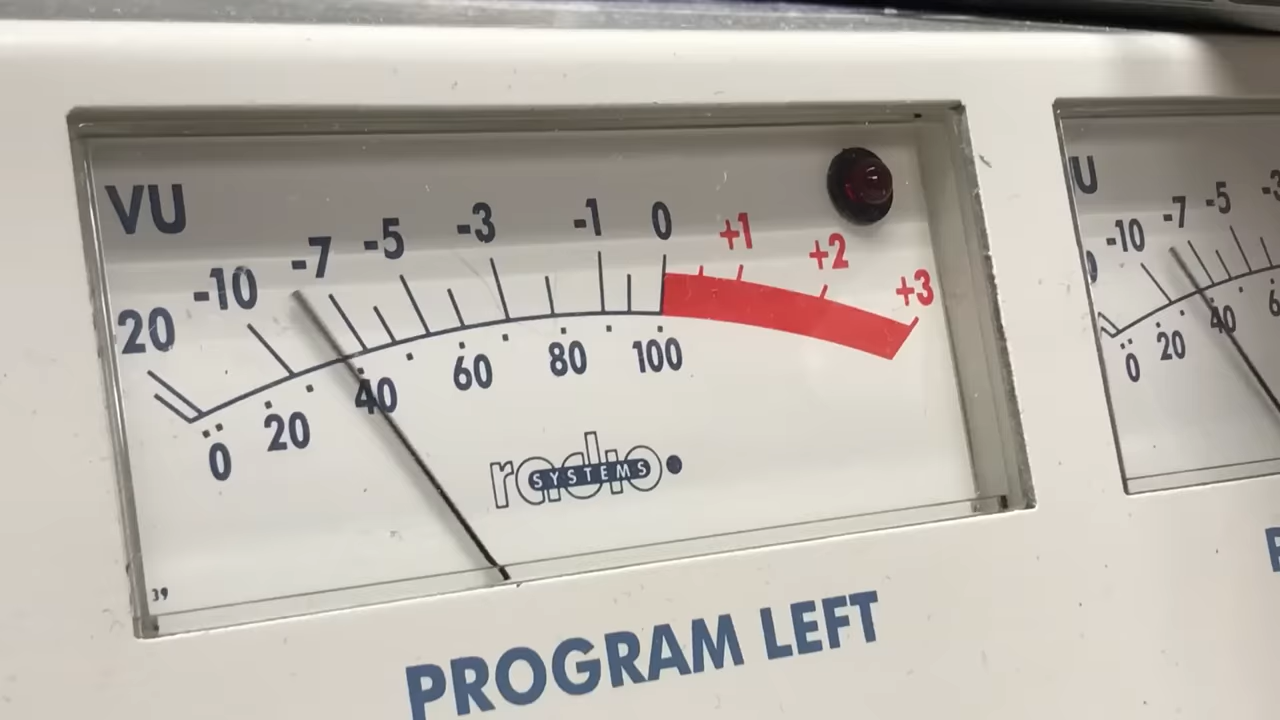 VU
20 -10 -7 -5 -3 -1 0 +1 +2 +3
0 20 40 60 80 100
radio
SYSTEMS
39
PROGRAM LEFT
U
-10 -7 -5
0 20 40